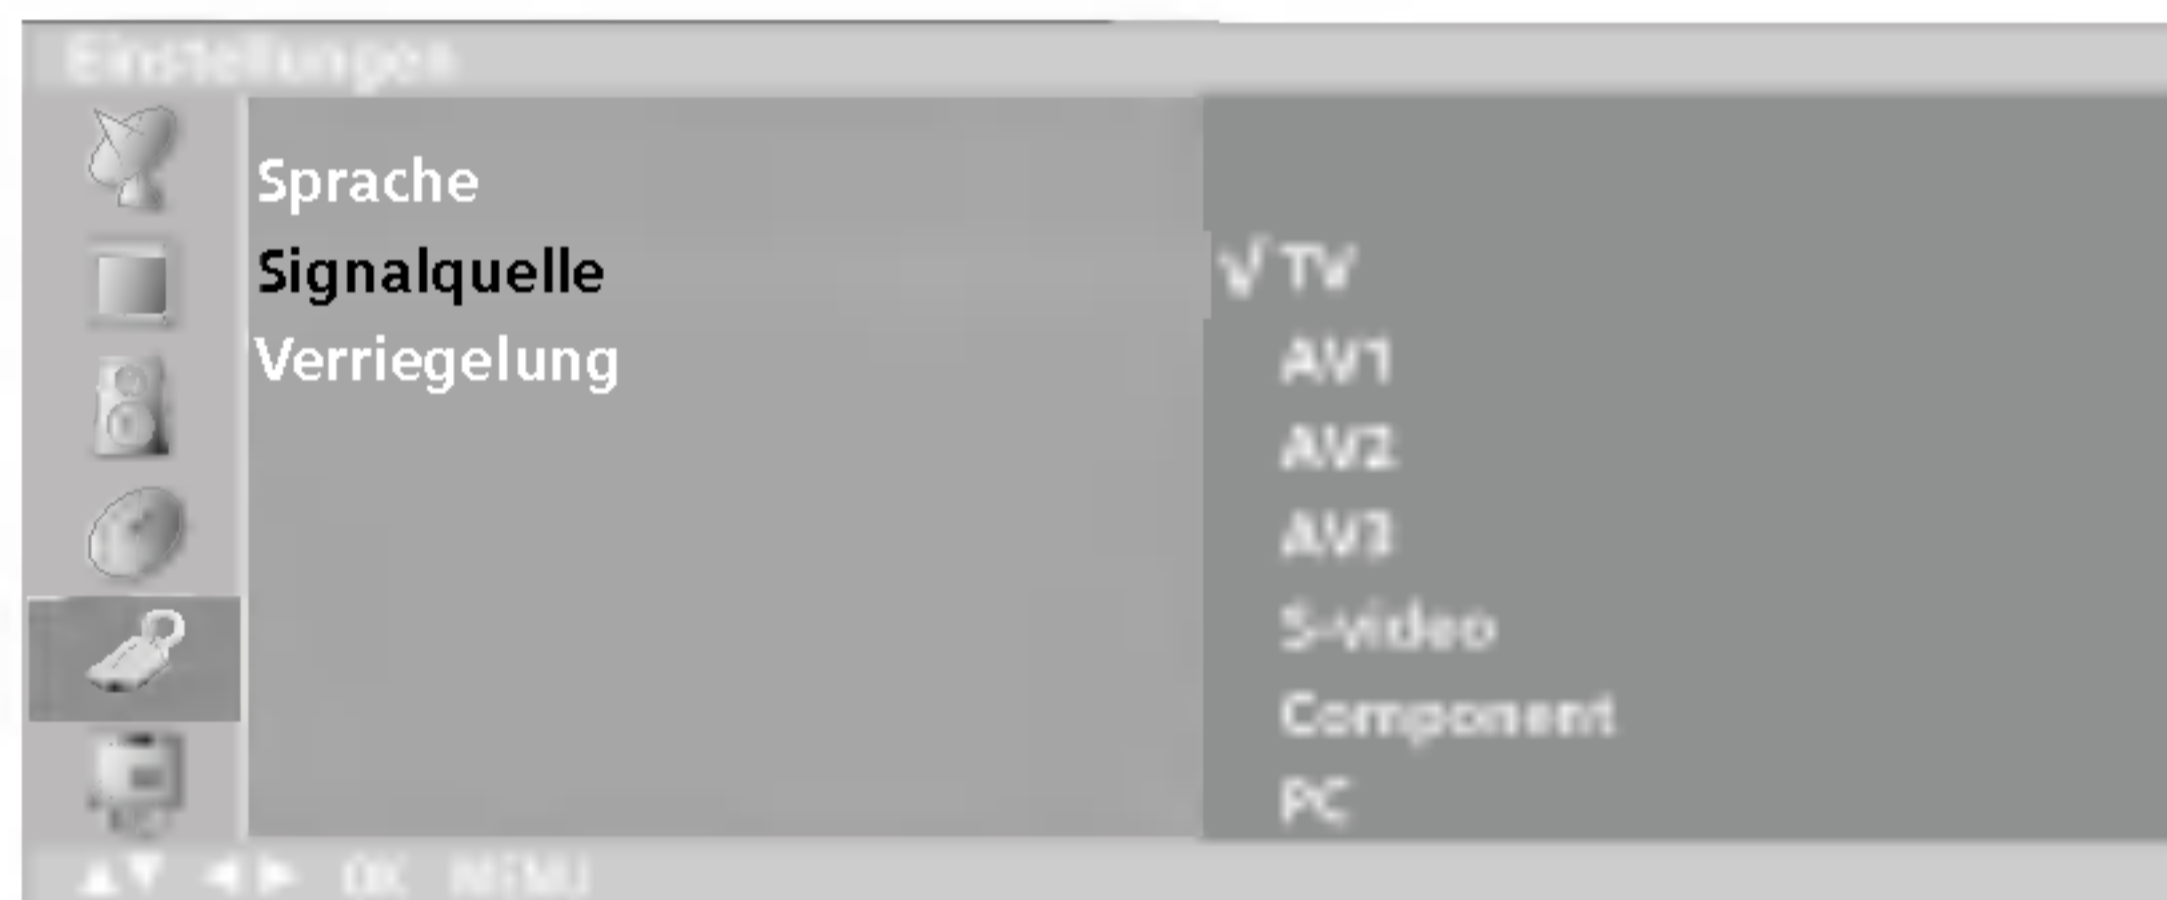 Einstellungen
Sprache
Signalquelle
Verriegelung
√ TV
AV1
AV2
AV3
S-video
Component
PC
▲▼ ◀▶ OK MENU